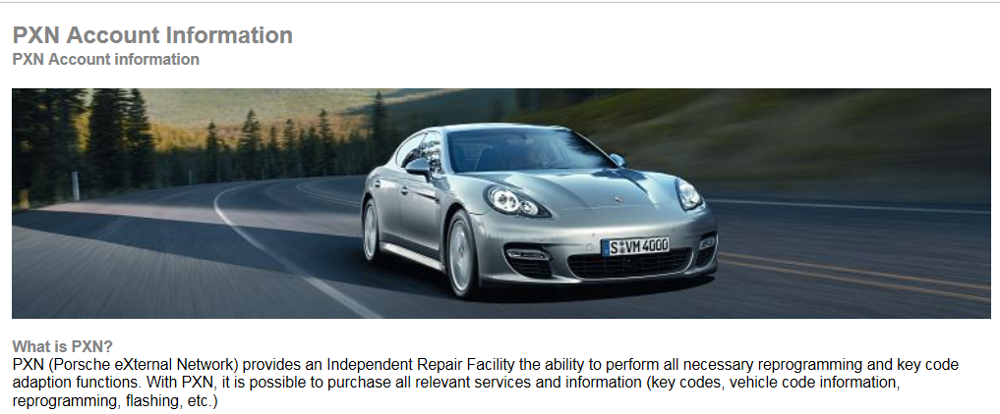 PXN Account Information
PXN Account information
S VM 4000
What is PXN?
PXN (Porsche eXternal Network) provides an Independent Repair Facility the ability to perform all necessary reprogramming and key code
adaption functions. With PXN, it is possible to purchase all relevant services and information (key codes, vehicle code information,
reprogramming, flashing, etc.)